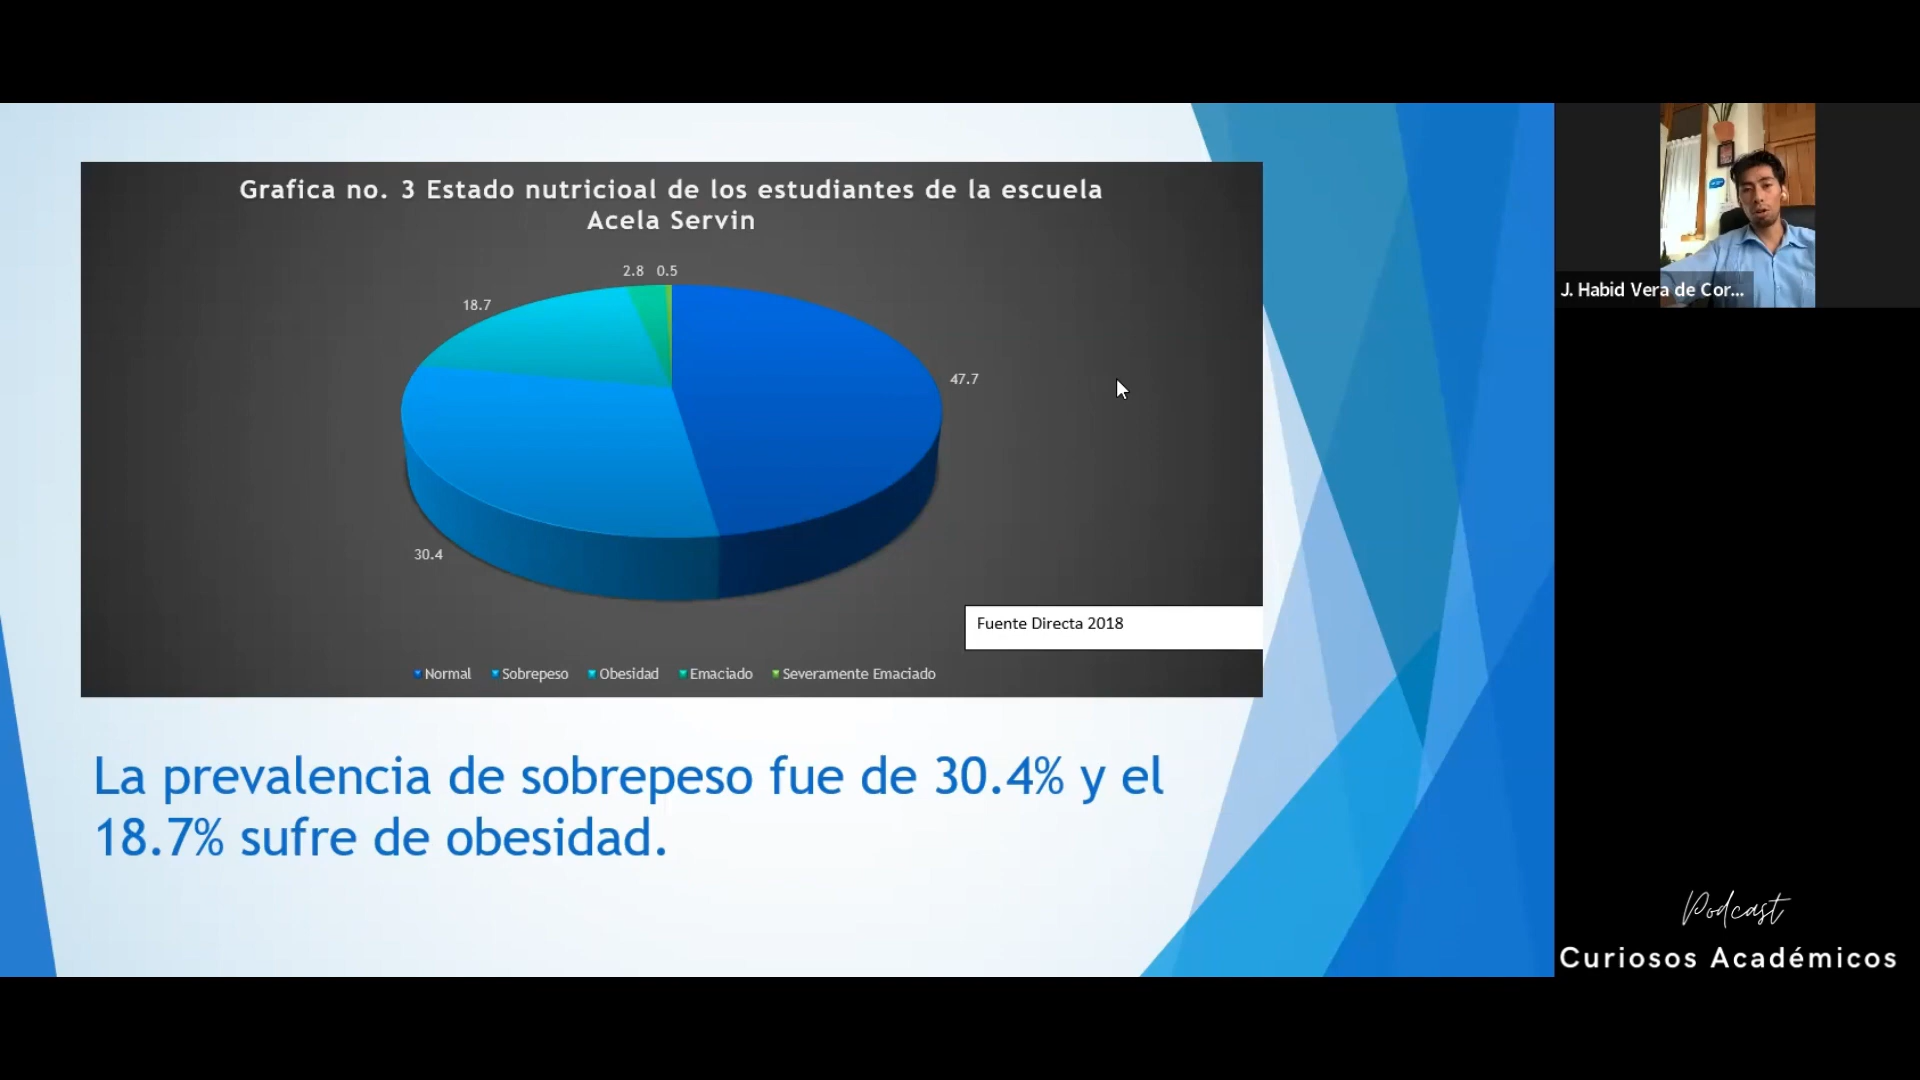 Grafica no. 3 Estado nutricioal de los estudiantes de la escuela
Acela Servin
2.8 0.5
18.7
47.7
30.4
Fuente Directa 2018
Normal Sobrepeso Obesidad Emaciado Severamente Emaciado
La prevalencia de sobrepeso fue de 30.4% y el
18.7% sufre de obesidad.
J. Habid Vera de Cor...
Podcast
Curiosos Académicos